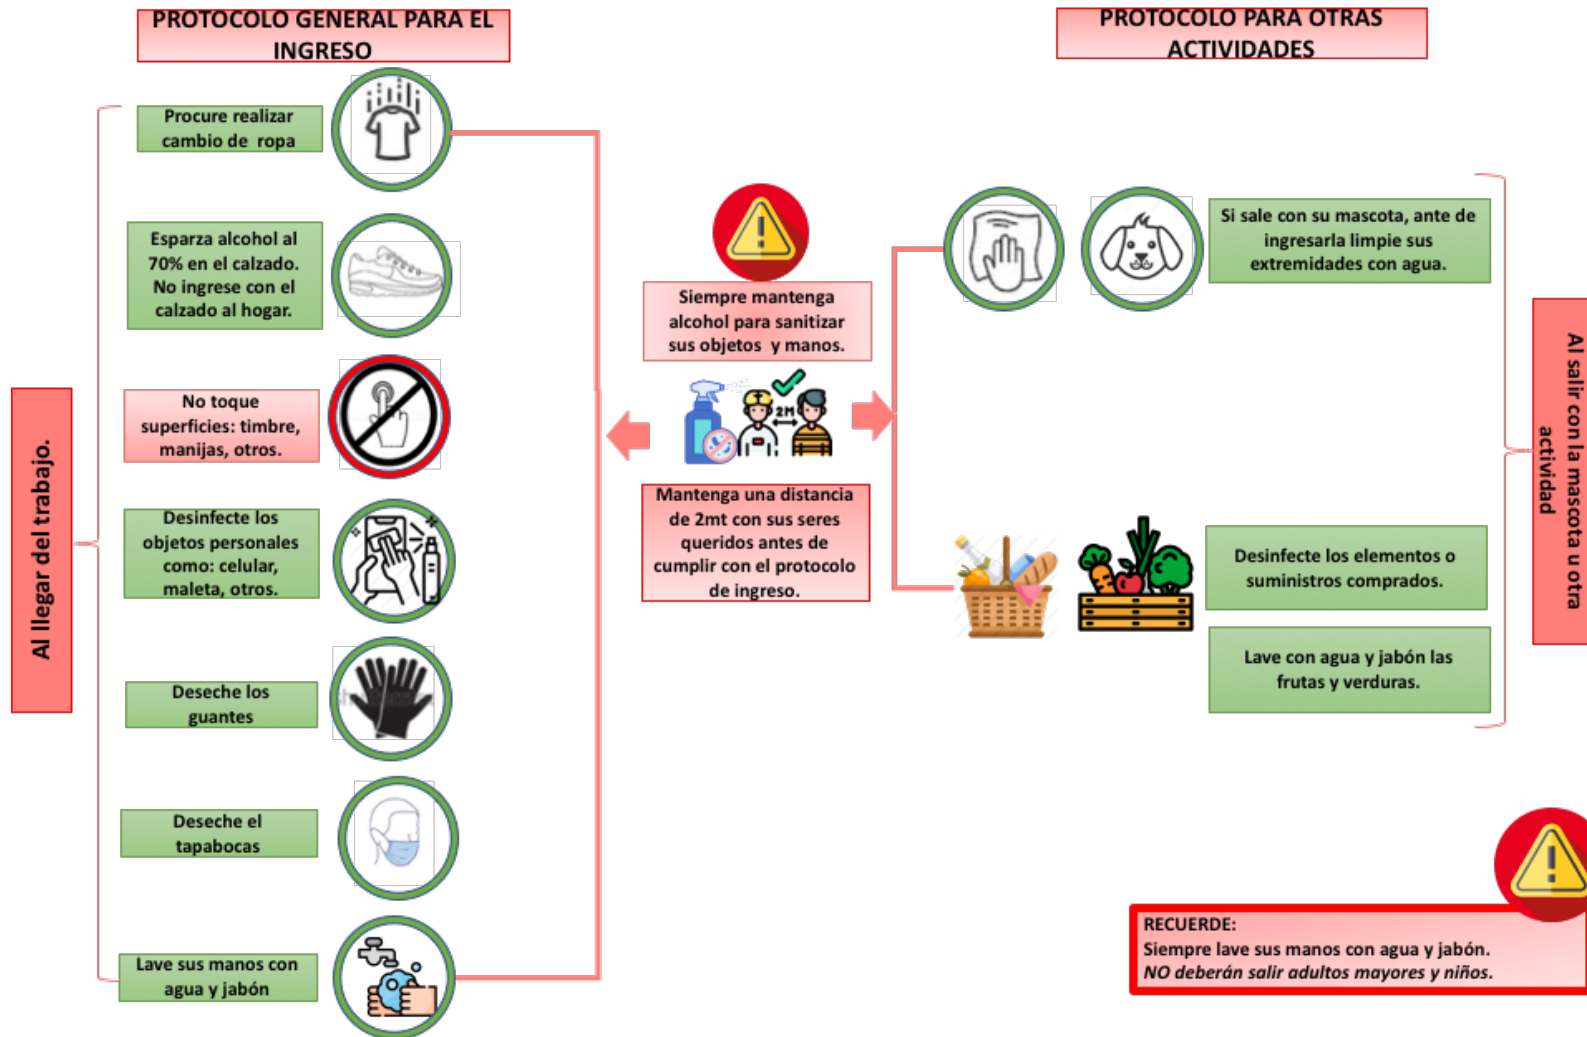 PROTOCOLO GENERAL PARA EL
INGRESO
Al llegar del trabajo.
Procure realizar
cambio de ropa
Esparza alcohol al
70% en el calzado.
No ingrese con el
calzado al hogar.
No toque
superficies: timbre,
manijas, otros.
Desinfecte los
objetos personales
como: celular,
maleta, otros.
Deseche los
guantes
Deseche el
tapabocas
Lave sus manos con
agua y jabón
Siempre mantenga
alcohol para sanitizar
sus objetos y manos.
2M
Mantenga una distancia
de 2mt con sus seres
queridos antes de
cumplir con el protocolo
de ingreso.
PROTOCOLO PARA OTRAS
ACTIVIDADES
Si sale con su mascota, ante de
ingresarla limpie sus
extremidades con agua.
Desinfecte los elementos o
suministros comprados.
Lave con agua y jabón las
frutas y verduras.
Al salir con la mascota u otra
actividad
RECUERDE:
Siempre lave sus manos con agua y jabón.
NO deberán salir adultos mayores y niños.